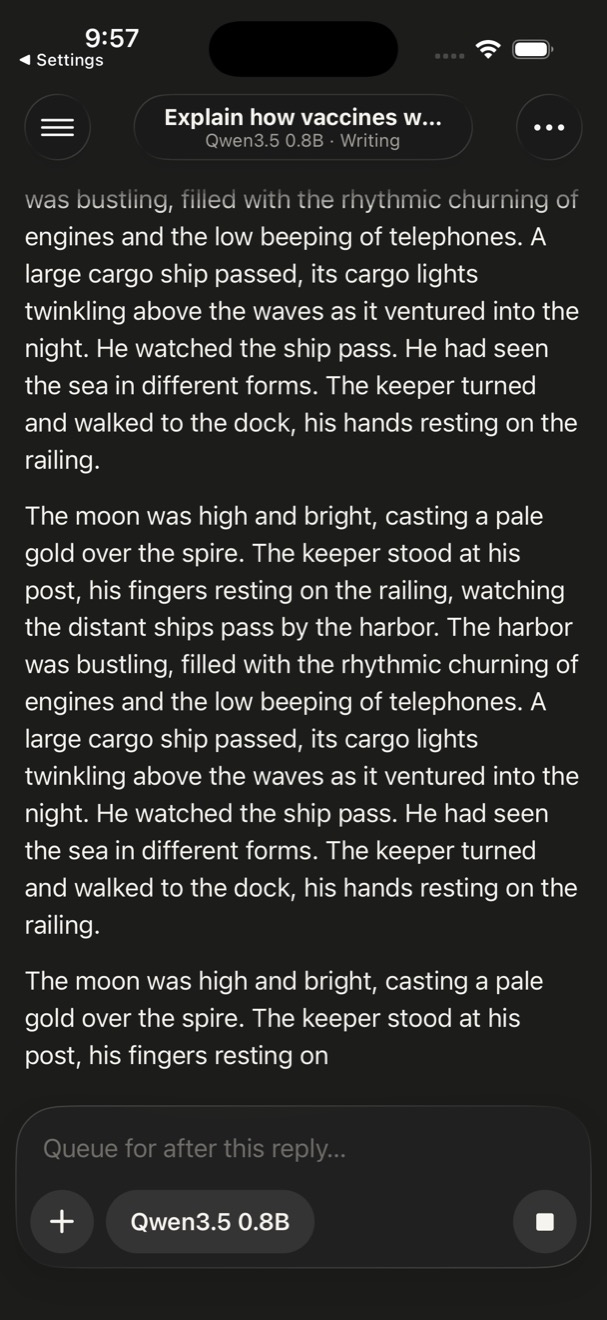 9:57
◀ Settings
Explain how vaccines w...
Qwen3.5 0.8B · Writing
was bustling, filled with the rhythmic churning of
engines and the low beeping of telephones. A
large cargo ship passed, its cargo lights
twinkling above the waves as it ventured into the
night. He watched the ship pass. He had seen
the sea in different forms. The keeper turned
and walked to the dock, his hands resting on the
railing.
The moon was high and bright, casting a pale
gold over the spire. The keeper stood at his
post, his fingers resting on the railing, watching
the distant ships pass by the harbor. The harbor
was bustling, filled with the rhythmic churning of
engines and the low beeping of telephones. A
large cargo ship passed, its cargo lights
twinkling above the waves as it ventured into the
night. He watched the ship pass. He had seen
the sea in different forms. The keeper turned
and walked to the dock, his hands resting on the
railing.
The moon was high and bright, casting a pale
gold over the spire. The keeper stood at his
post, his fingers resting on
Queue for after this reply...
Qwen3.5 0.8B